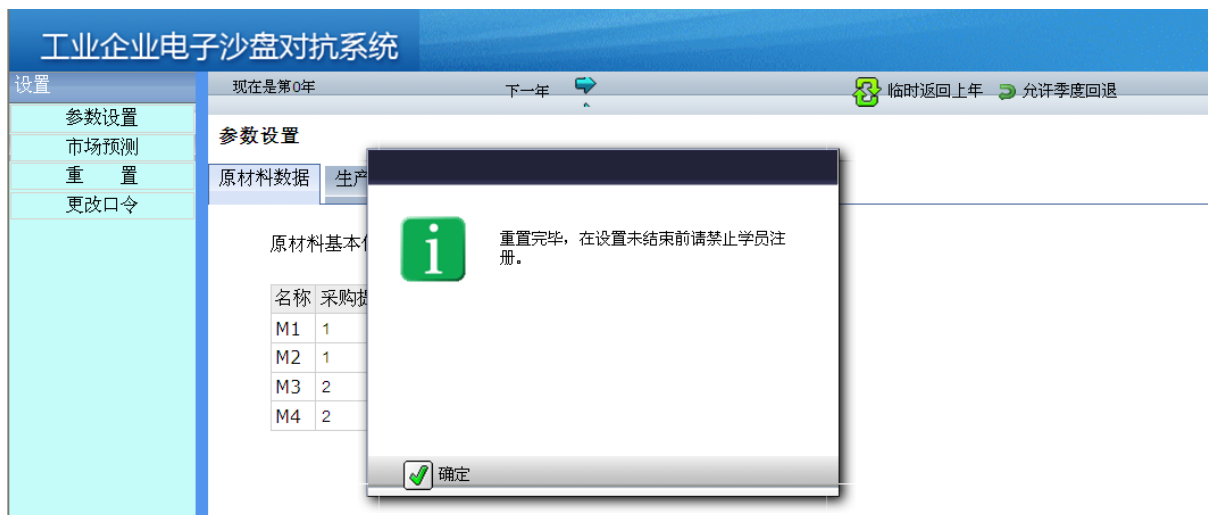 工业企业电子沙盘对抗系统
设置
现在是第0年 下一年 临时返回上年 允许季度回退
参数设置
市场预测
重 置
更改口令
参数设置
原材料数据 生产
原材料基本
重置完毕，在设置未结束前请禁止学员注
册。
名称 采购提
M1 1
M2 1
M3 2
M4 2
确定